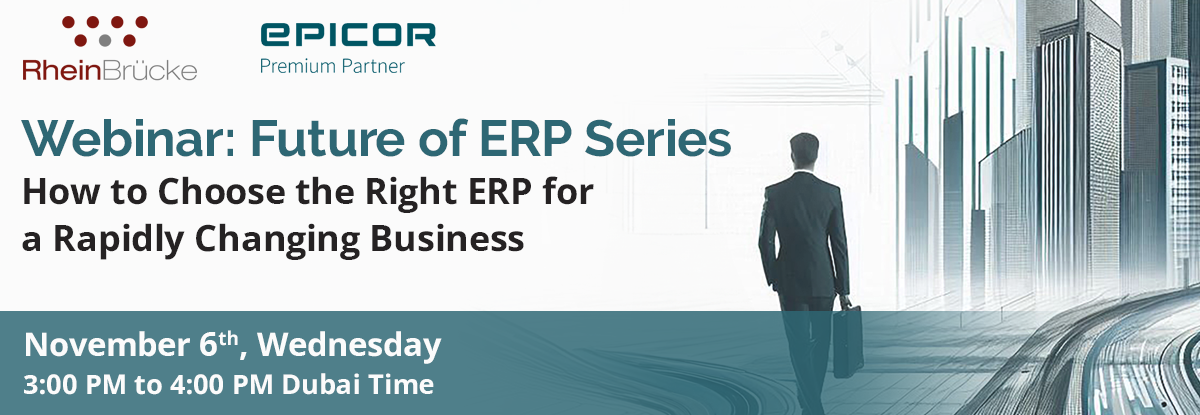 RheinBrücke
EPICOR
Premium Partner
Webinar: Future of ERP Series
How to Choose the Right ERP for
a Rapidly Changing Business
November 6th, Wednesday
3:00 PM to 4:00 PM Dubai Time